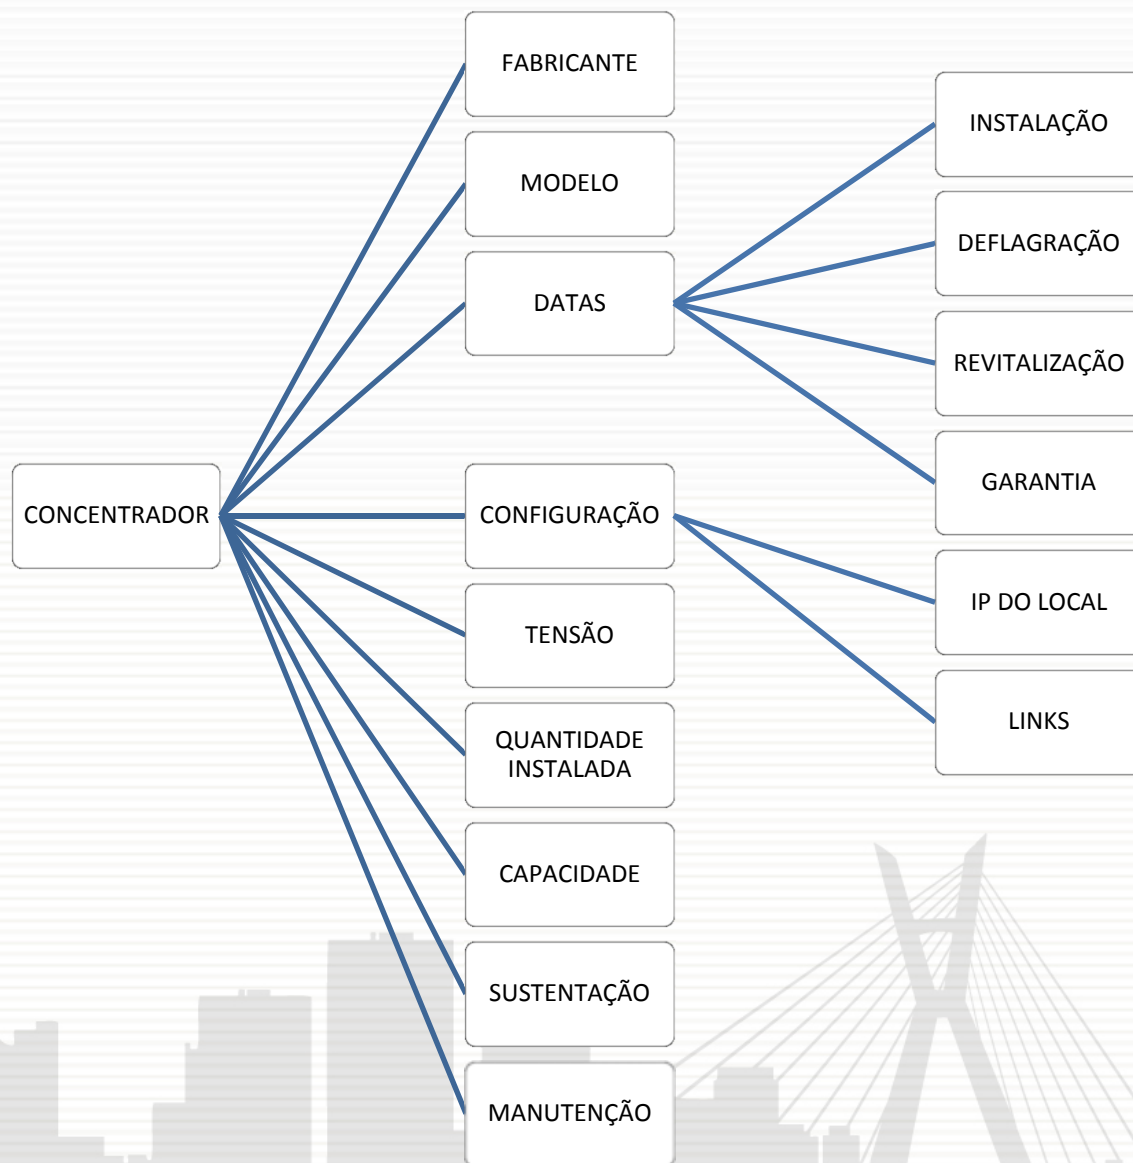 CONCENTRADOR
FABRICANTE
MODELO
DATAS
INSTALAÇÃO
DEFLAGRAÇÃO
REVITALIZAÇÃO
GARANTIA
CONFIGURAÇÃO
IP DO LOCAL
LINKS
TENSÃO
QUANTIDADE
INSTALADA
CAPACIDADE
SUSTENTAÇÃO
MANUTENÇÃO